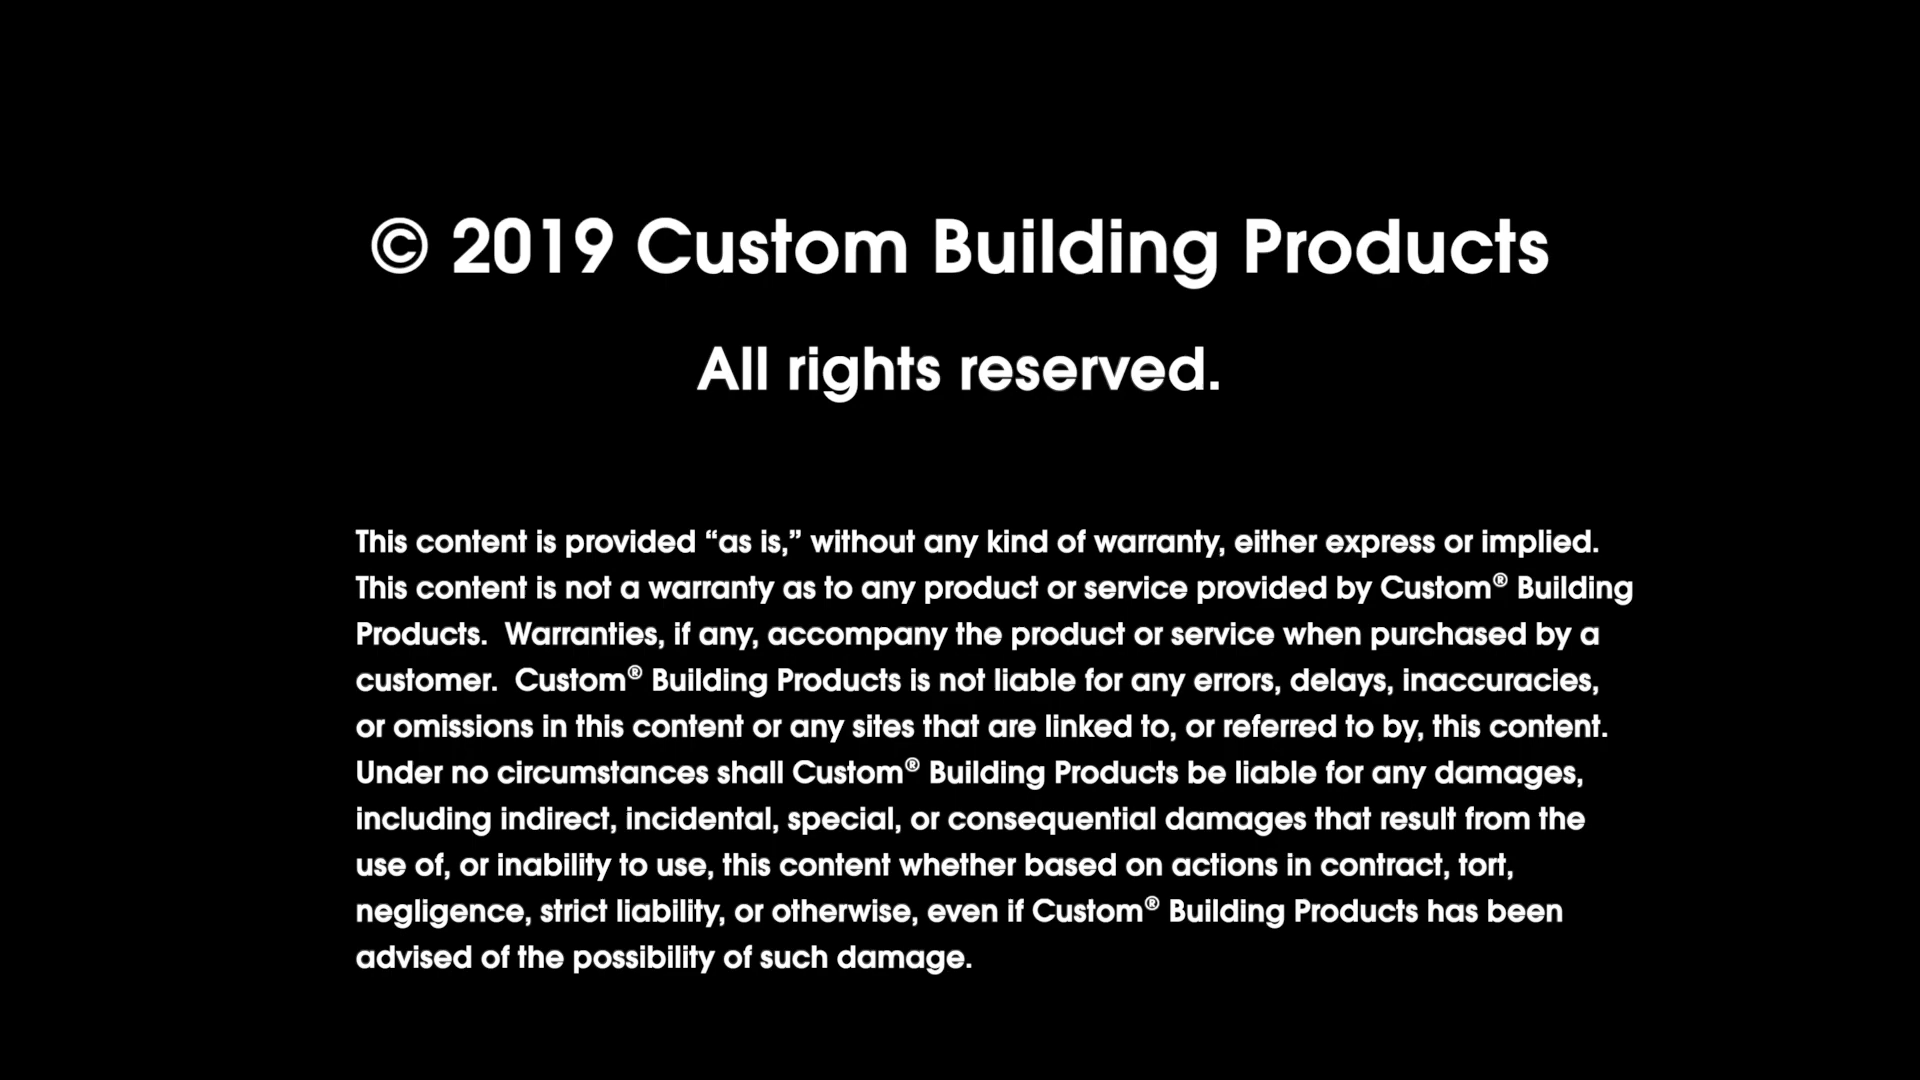 © 2019 Custom Building Products
All rights reserved.
This content is provided “as is,” without any kind of warranty, either express or implied.
This content is not a warranty as to any product or service provided by Custom® Building
Products.  Warranties, if any, accompany the product or service when purchased by a
customer.  Custom® Building Products is not liable for any errors, delays, inaccuracies,
or omissions in this content or any sites that are linked to, or referred to by, this content.
Under no circumstances shall Custom® Building Products be liable for any damages,
including indirect, incidental, special, or consequential damages that result from the
use of, or inability to use, this content whether based on actions in contract, tort,
negligence, strict liability, or otherwise, even if Custom® Building Products has been
advised of the possibility of such damage.